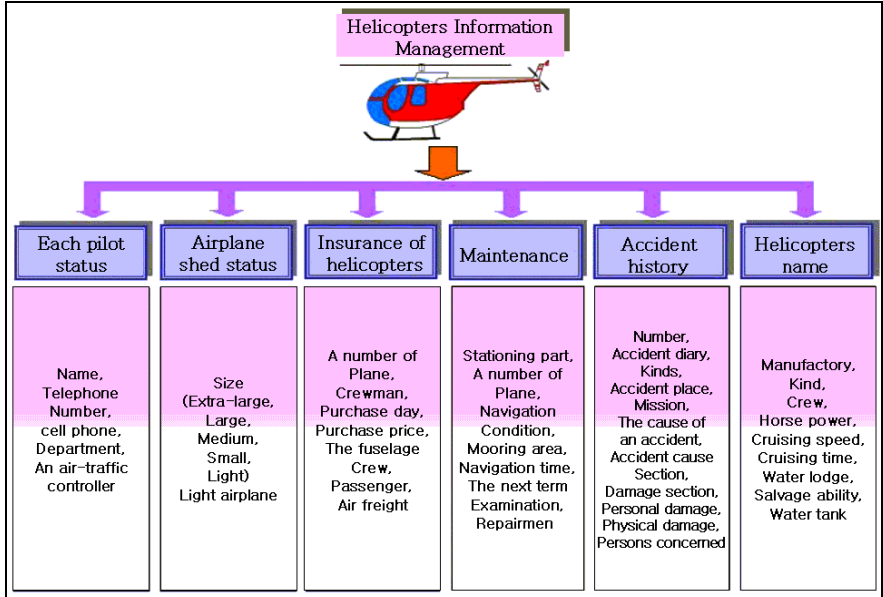 Helicopters Information
Management
Each pilot
status
Airplane
shed status
Insurance of
helicopters
Maintenance
Accident
history
Helicopters
name
Name,
Telephone
Number,
cell phone,
Department,
An air-traffic
controller
Size
(Extra-large,
Large,
Medium,
Small,
Light)
Light airplane
A number of
Plane,
Crewman,
Purchase day,
Purchase price,
The fuselage
Crew,
Passenger,
Air freight
Stationing part,
A number of
Plane,
Navigation
Condition,
Mooring area,
Navigation time,
The next term
Examination,
Repairmen
Number,
Accident diary,
Kinds,
Accident place,
Mission,
The cause of
an accident,
Accident cause
Section,
Damage section,
Personal damage,
Physical damage,
Persons concerned
Manufactory,
Kind,
Crew,
Horse power,
Cruising speed,
Cruising time,
Water lodge,
Salvage ability,
Water tank